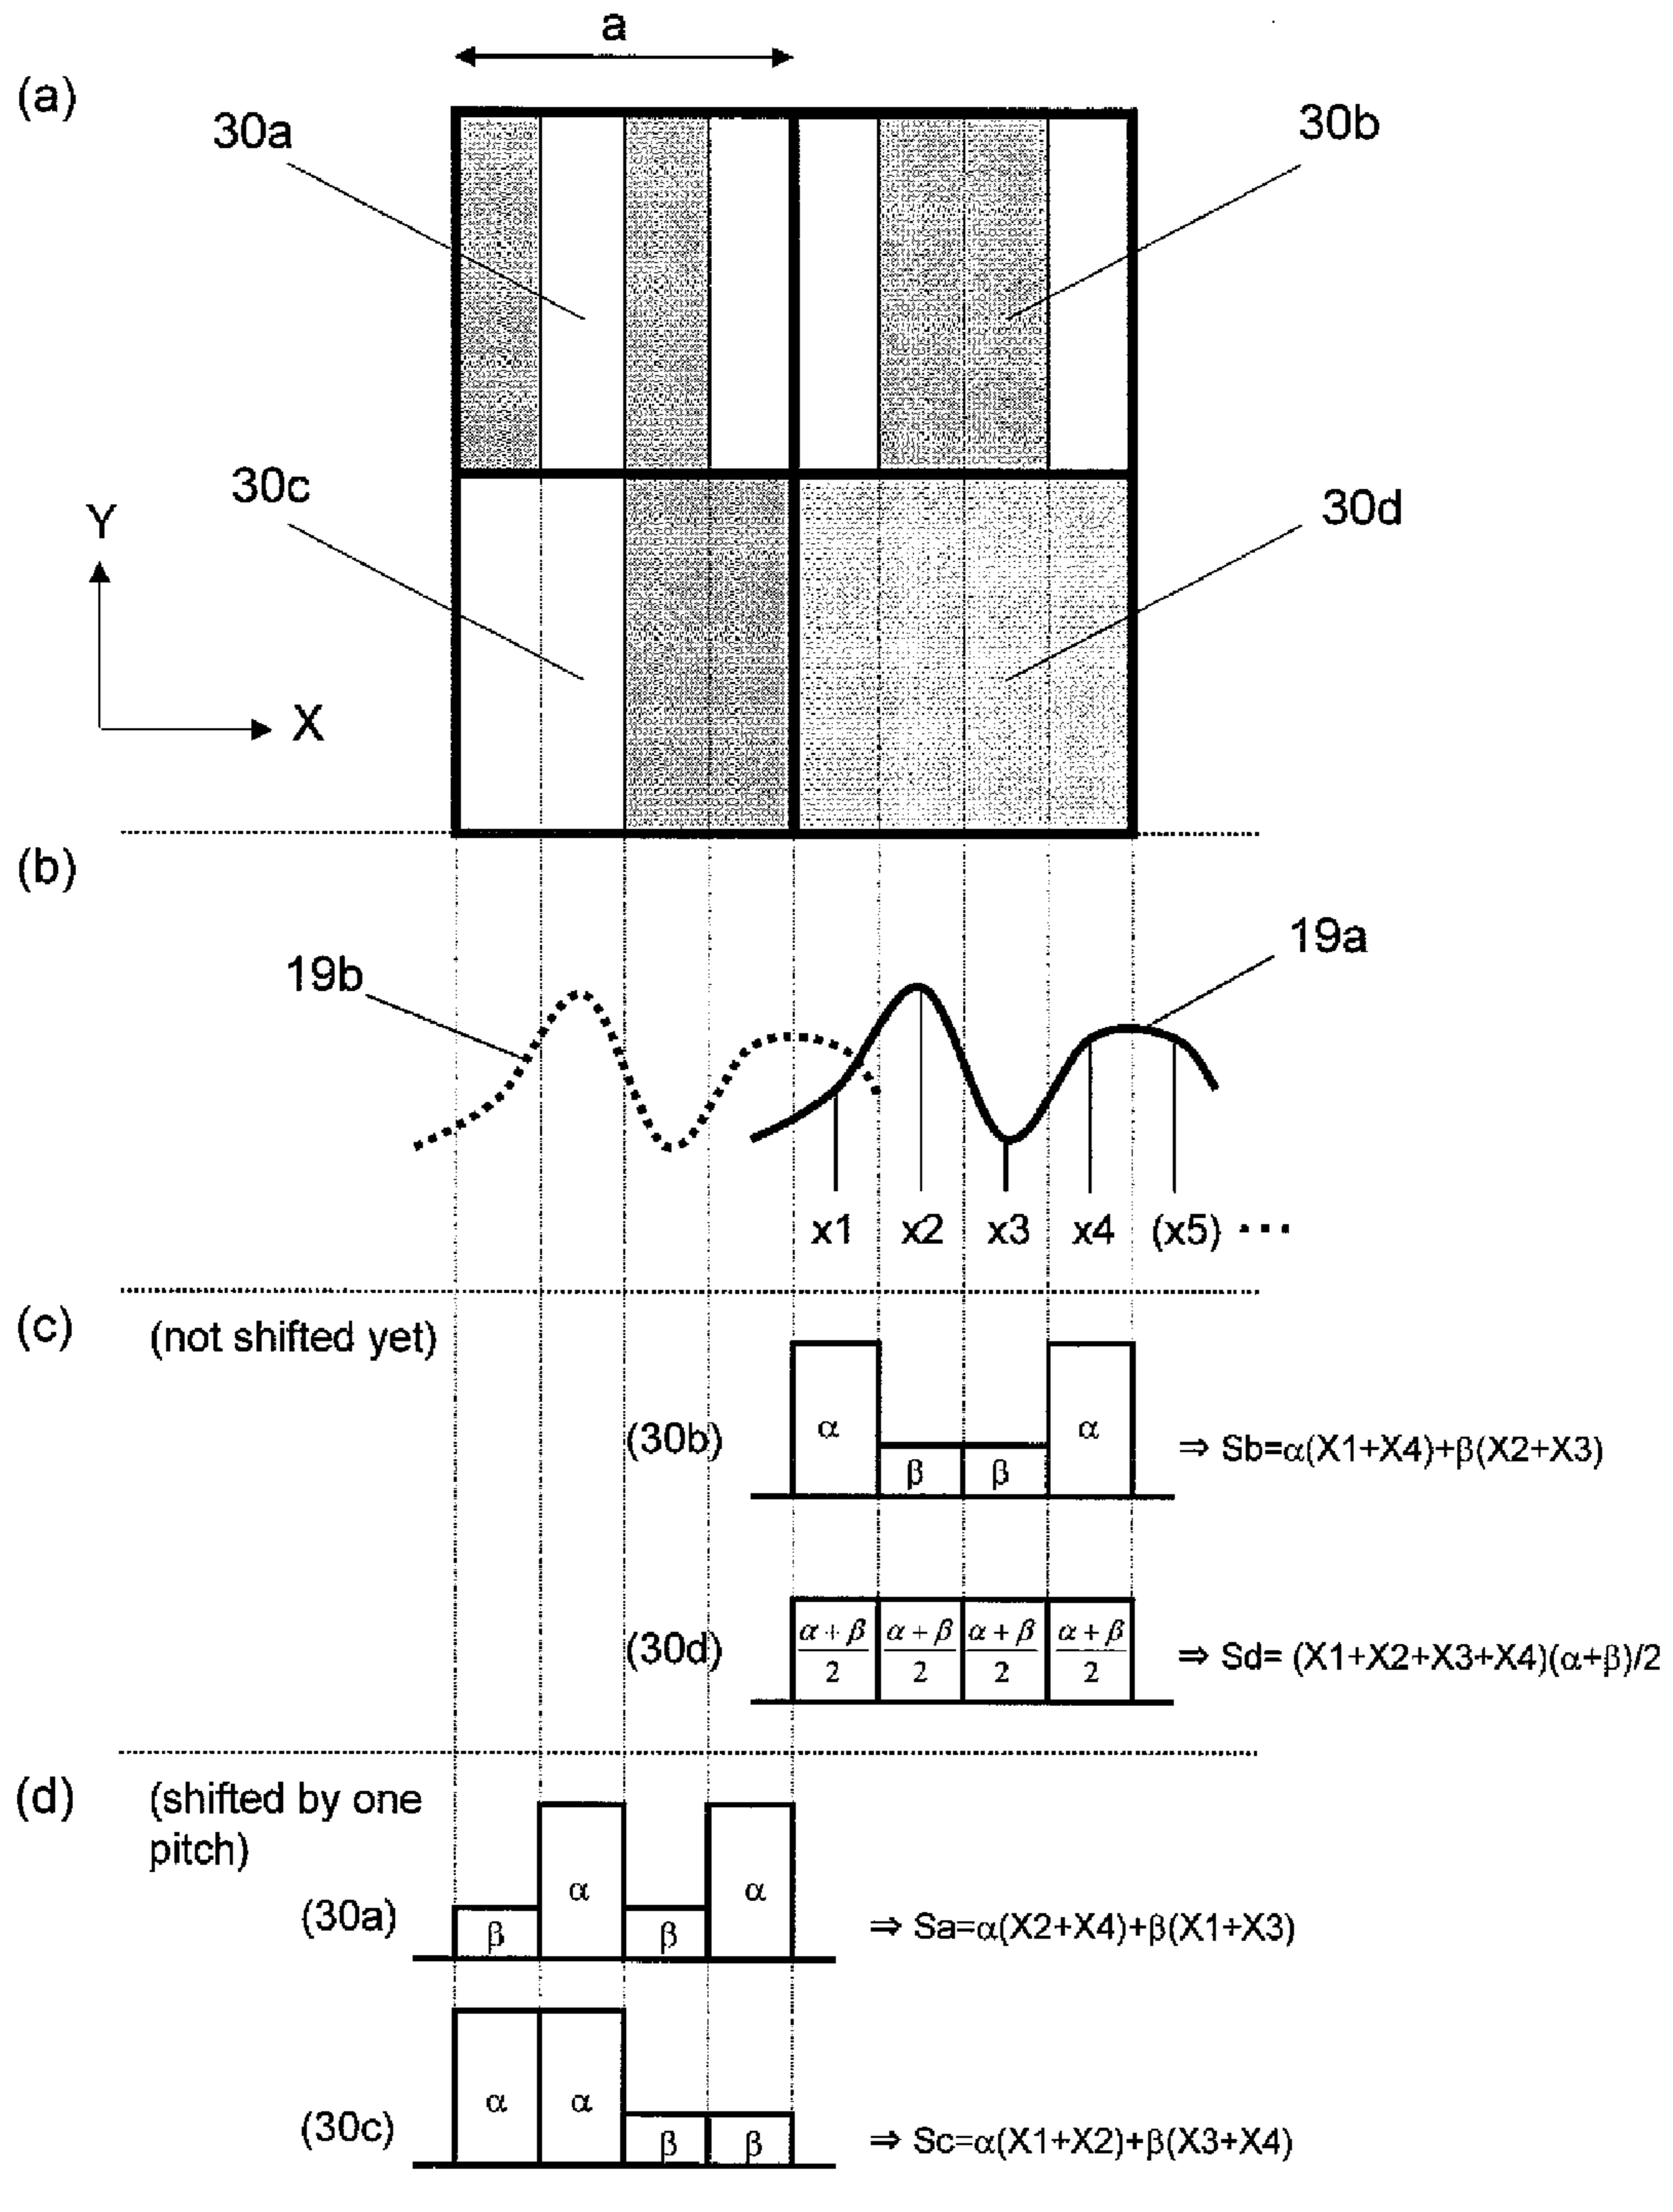 a
(a)
30a
30b
30c
30d
Y
X
(b)
19b
19a
x1 x2 x3 x4 (x5) ···
(c)
(not shifted yet)
(30b)
α β β α
⇒ Sb=α(X1+X4)+β(X2+X3)
(30d)
α + β / 2 α + β / 2 α + β / 2 α + β / 2
⇒ Sd= (X1+X2+X3+X4)(α+β)/2
(d)
(shifted by one
pitch)
(30a)
β α β α
⇒ Sa=α(X2+X4)+β(X1+X3)
(30c)
α α β β
⇒ Sc=α(X1+X2)+β(X3+X4)